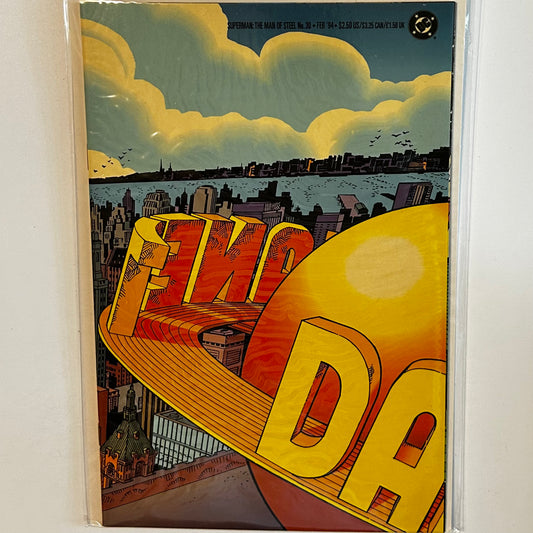 SUPERMAN: THE MAN OF STEEL No. 30 • FEB '94 • $2.50 US/$3.25 CAN/£1.50 UK
DC
DA